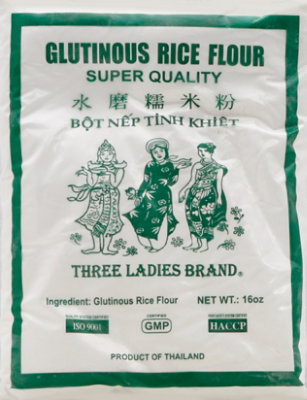 GLUTINOUS RICE FLOUR
SUPER QUALITY
水磨糯米粉
BỘT NẾP TINH KHIẾT
THREE LADIES BRAND®
Ingredient: Glutinous Rice Flour NET WT.: 16oz
ISO 9001
CERTIFIED
GMP
HACCP
PRODUCT OF THAILAND